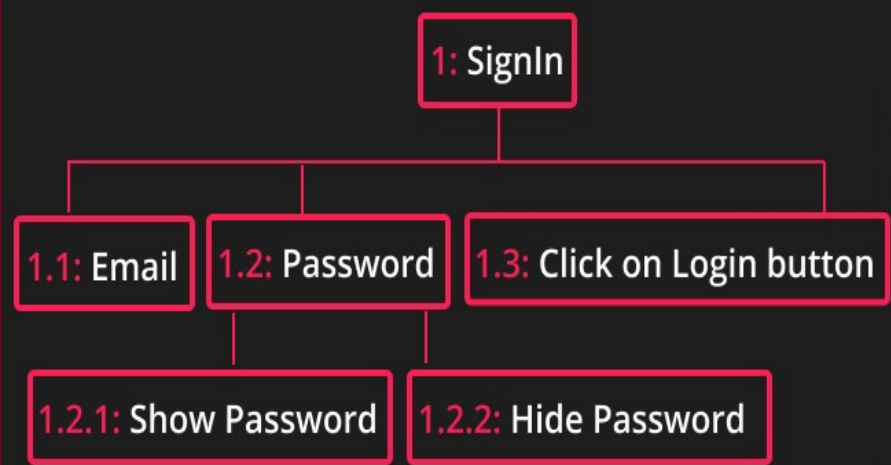 1: SignIn
1.1: Email
1.2: Password
1.3: Click on Login button
1.2.1: Show Password
1.2.2: Hide Password